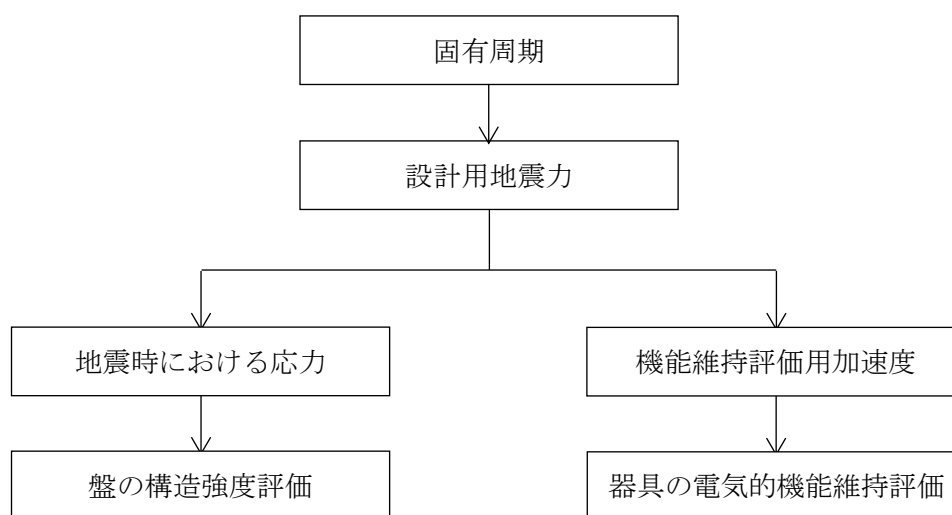 固有周期
設計用地震力
地震時における応力
機能維持評価用加速度
盤の構造強度評価
器具の電気的機能維持評価